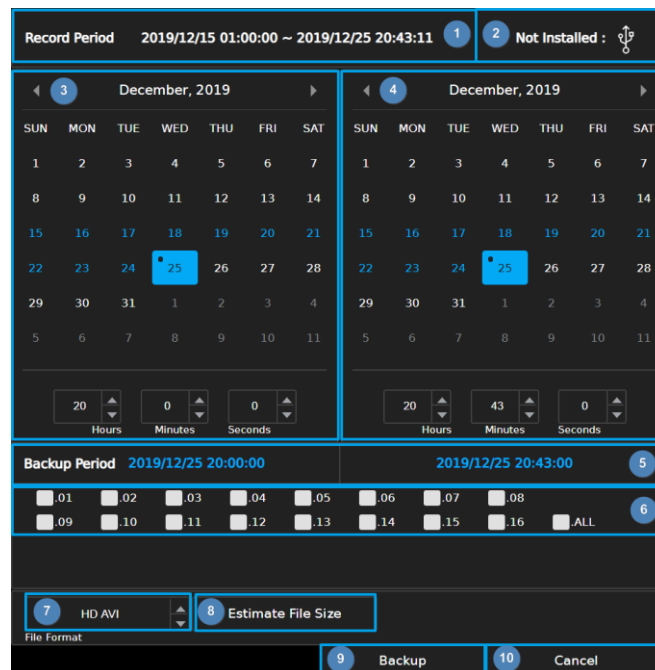 Record Period 2019/12/15 01:00:00 ~ 2019/12/25 20:43:11 1 2 Not Installed :
3 December, 2019
SUN MON TUE WED THU FRI SAT
1 2 3 4 5 6 7
8 9 10 11 12 13 14
15 16 17 18 19 20 21
22 23 24 25 26 27 28
29 30 31 1 2 3 4
5 6 7 8 9 10 11
20 0 0
Hours Minutes Seconds
4 December, 2019
SUN MON TUE WED THU FRI SAT
1 2 3 4 5 6 7
8 9 10 11 12 13 14
15 16 17 18 19 20 21
22 23 24 25 26 27 28
29 30 31 1 2 3 4
5 6 7 8 9 10 11
20 43 0
Hours Minutes Seconds
Backup Period 2019/12/25 20:00:00 2019/12/25 20:43:00 5
.01 .02 .03 .04 .05 .06 .07 .08
.09 .10 .11 .12 .13 .14 .15 .16 .ALL 6
7 HD AVI 8 Estimate File Size
File Format
9 Backup 10 Cancel